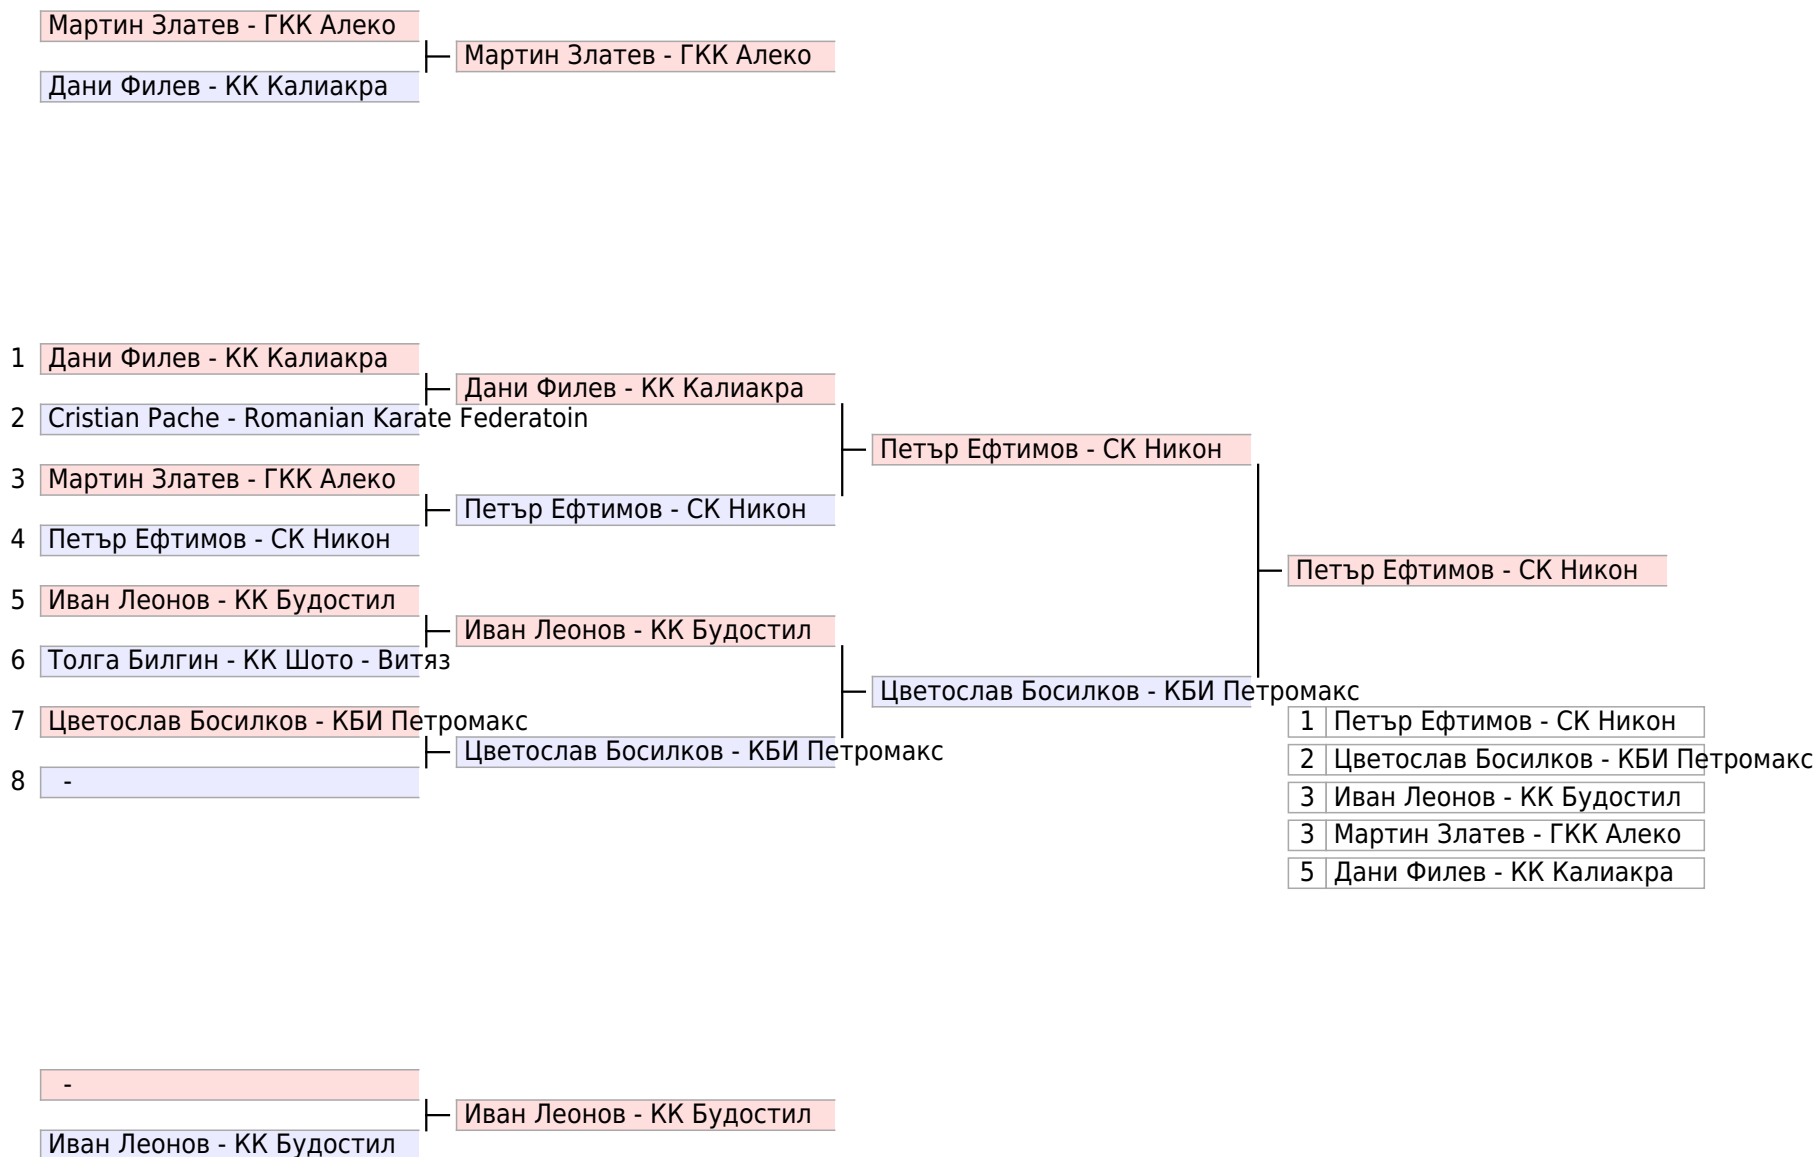 Мартин Златев - ГКК Алеко
Мартин Златев - ГКК Алеко
Дани Филев - КК Калиакра
1 Дани Филев - КК Калиакра
Дани Филев - КК Калиакра
2 Cristian Pache - Romanian Karate Federatoin
Петър Ефтимов - СК Никон
3 Мартин Златев - ГКК Алеко
Петър Ефтимов - СК Никон
4 Петър Ефтимов - СК Никон
Петър Ефтимов - СК Никон
5 Иван Леонов - КК Будостил
Иван Леонов - КК Будостил
6 Толга Билгин - КК Шото - Витяз
Цветослав Босилков - КБИ Петромакс
7 Цветослав Босилков - КБИ Петромакс
Цветослав Босилков - КБИ Петромакс
8 -
1 Петър Ефтимов - СК Никон
2 Цветослав Босилков - КБИ Петромакс
3 Иван Леонов - КК Будостил
3 Мартин Златев - ГКК Алеко
5 Дани Филев - КК Калиакра
-
Иван Леонов - КК Будостил
Иван Леонов - КК Будостил